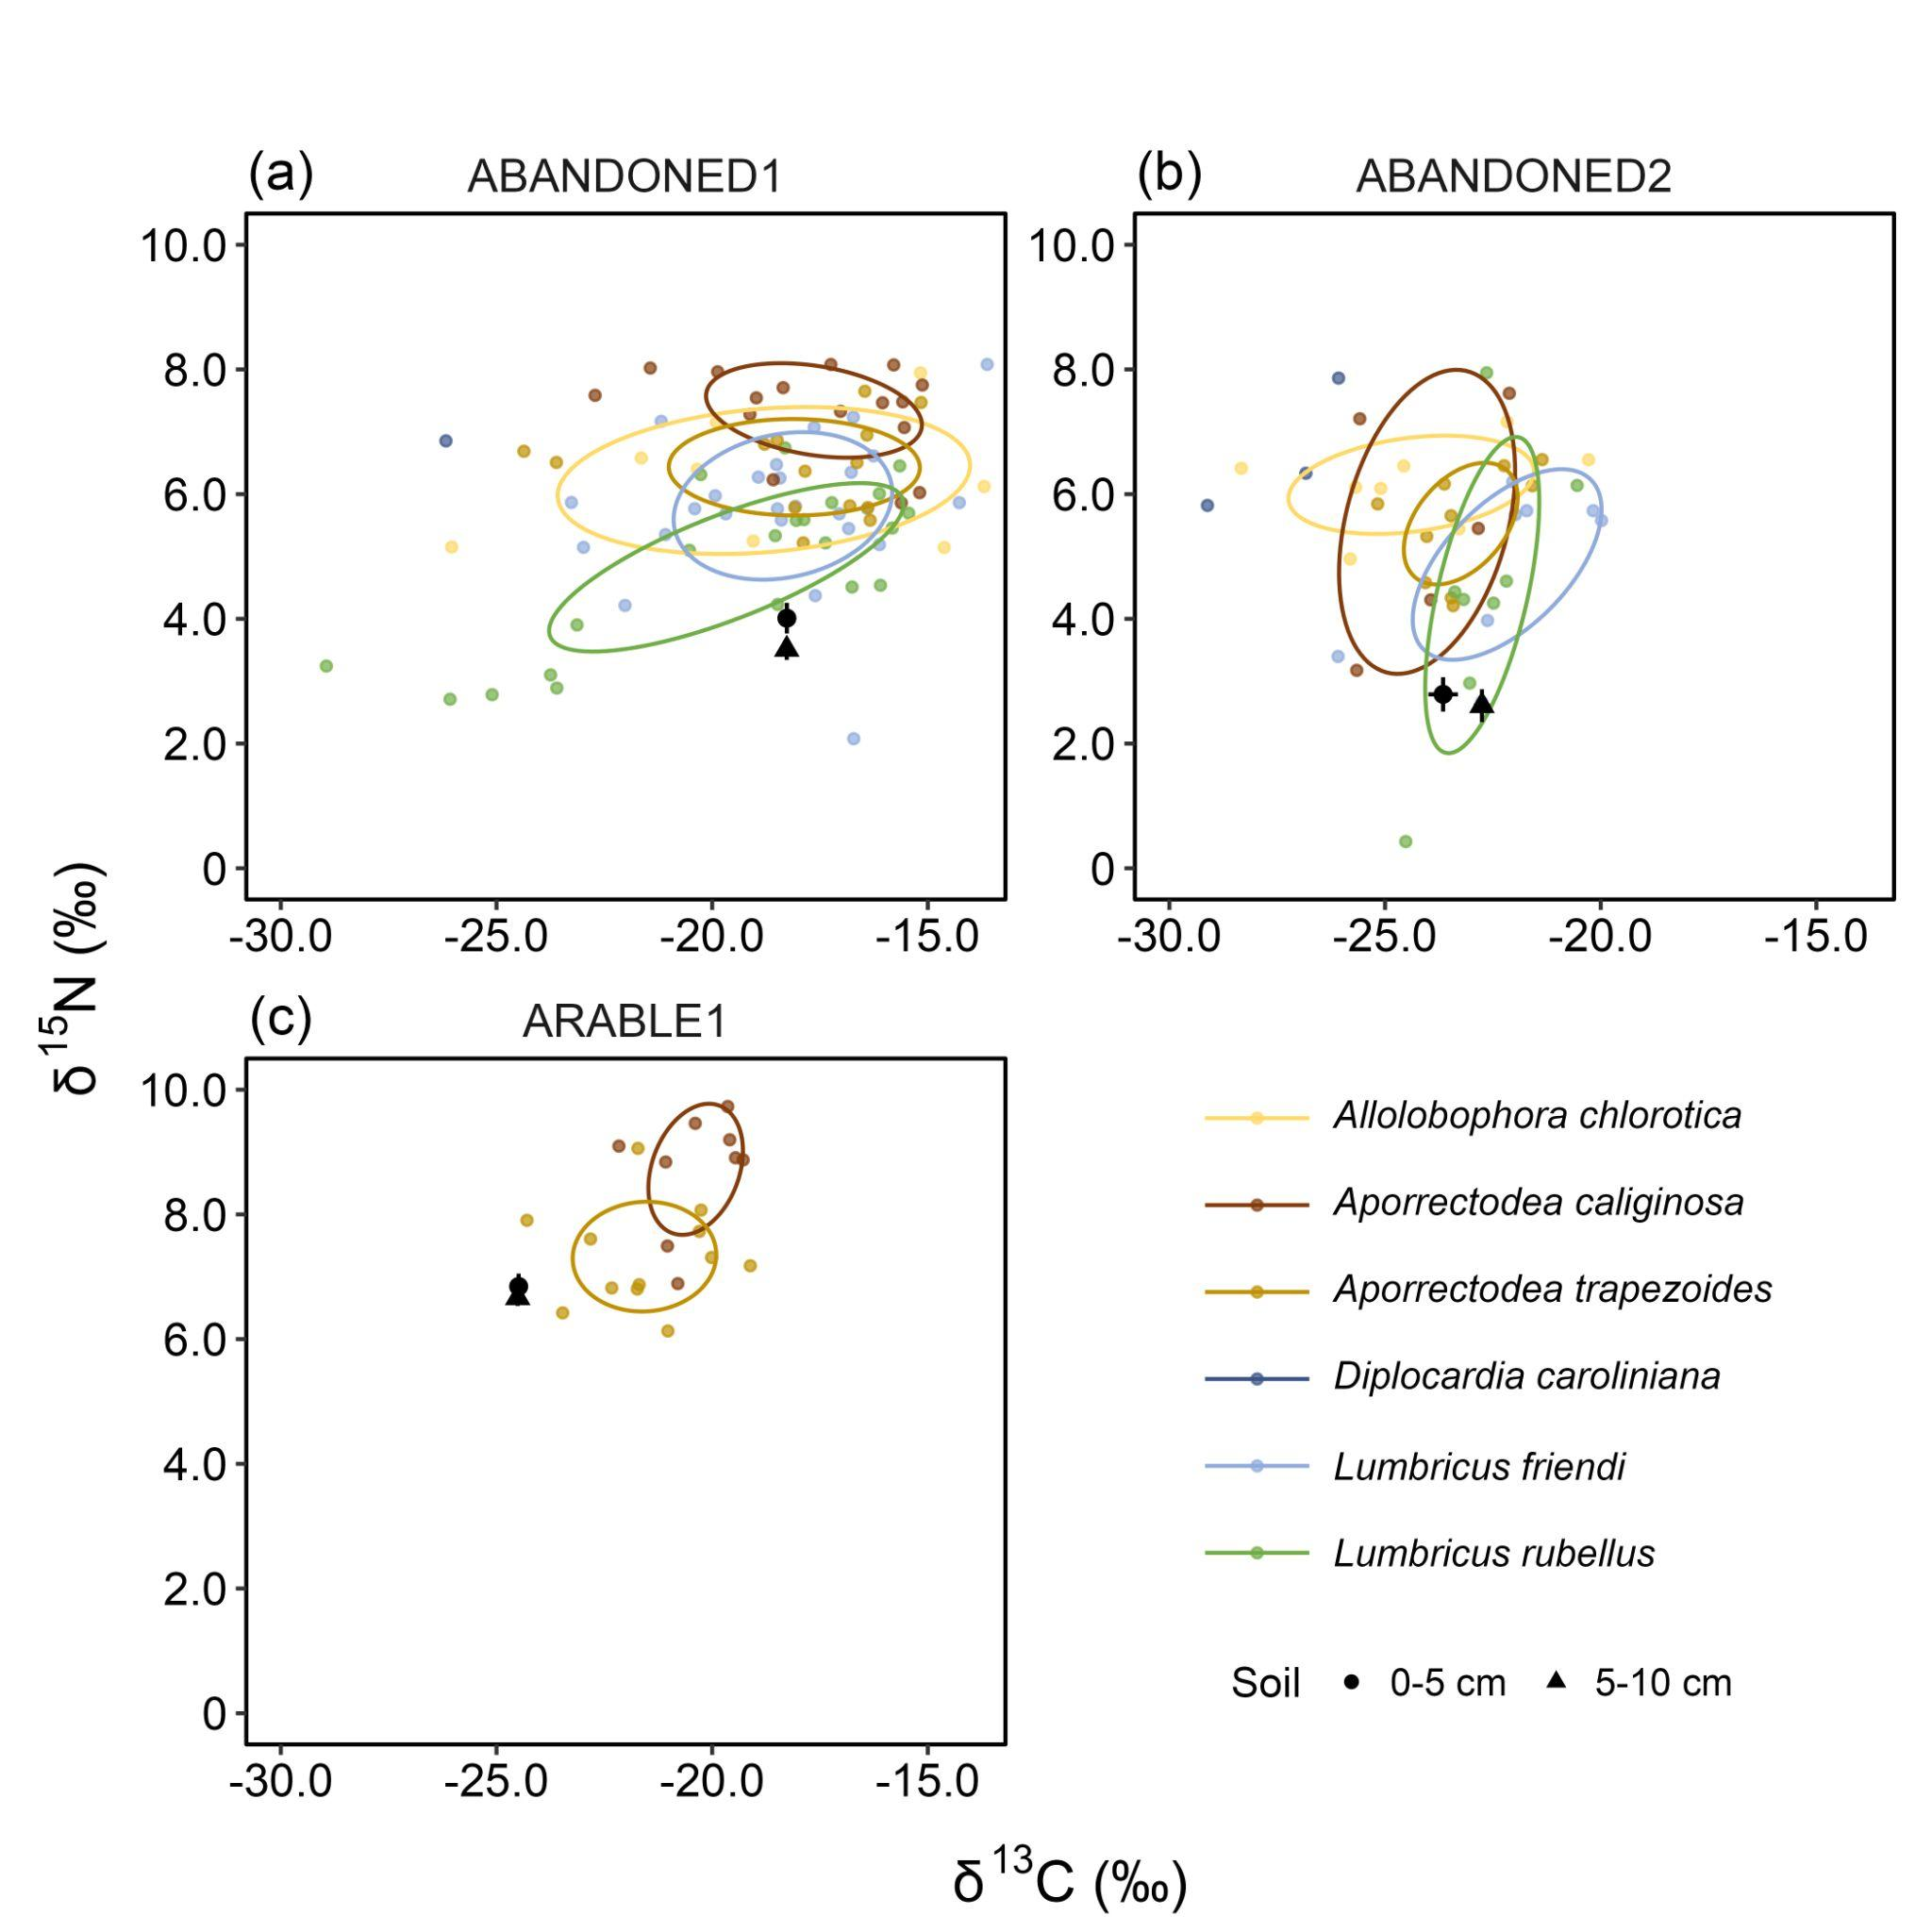 (a) ABANDONED1
(b) ABANDONED2
10.0
8.0
6.0
4.0
2.0
0
-30.0 -25.0 -20.0 -15.0
10.0
8.0
6.0
4.0
2.0
0
-30.0 -25.0 -20.0 -15.0
δ ¹⁵N (‰)
(c) ARABLE1
10.0
8.0
6.0
4.0
2.0
0
-30.0 -25.0 -20.0 -15.0
Allolobophora chlorotica
Aporrectodea caliginosa
Aporrectodea trapezoides
Diplocardia caroliniana
Lumbricus friendi
Lumbricus rubellus
Soil 0-5 cm 5-10 cm
δ ¹³C (‰)